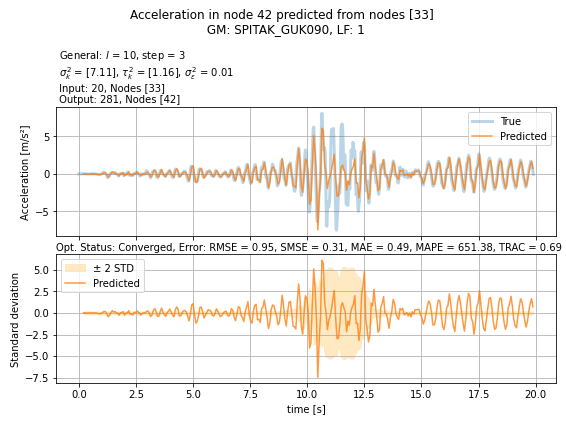 Acceleration in node 42 predicted from nodes [33]
GM: SPITAK_GUK090, LF: 1
General: l = 10, step = 3
σ_k^2 = [7.11], τ_k^2 = [1.16], σ_ε^2 = 0.01
Input: 20, Nodes [33]
Output: 281, Nodes [42]
Acceleration [m/s²]
5
0
−5
True
Predicted
Opt. Status: Converged, Error: RMSE = 0.95, SMSE = 0.31, MAE = 0.49, MAPE = 651.38, TRAC = 0.69
Standard deviation
5.0
2.5
0.0
−2.5
−5.0
−7.5
± 2 STD
Predicted
0.0 2.5 5.0 7.5 10.0 12.5 15.0 17.5 20.0
time [s]